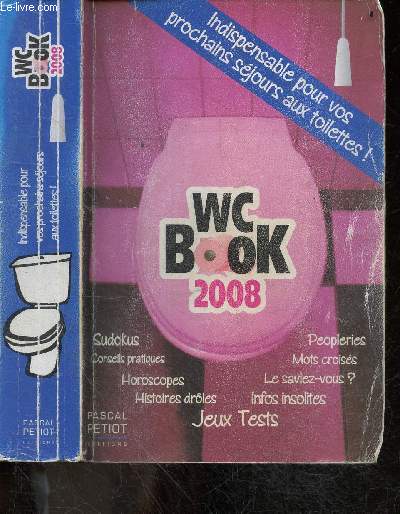 Le-Livre.com
WC
BOOK
2008
Indispensable pour
vos prochains séjours
aux toilettes !
PASCAL
PETIOT
Indispensable pour vos
prochains séjours aux toilettes !
WC
BOOK
2008
Sudokus
Peopleries
Conseils pratiques
Mots croisés
Horoscopes
Le saviez-vous ?
Histoires drôles
Infos insolites
Jeux Tests
PASCAL
PETIOT
EDITIONS